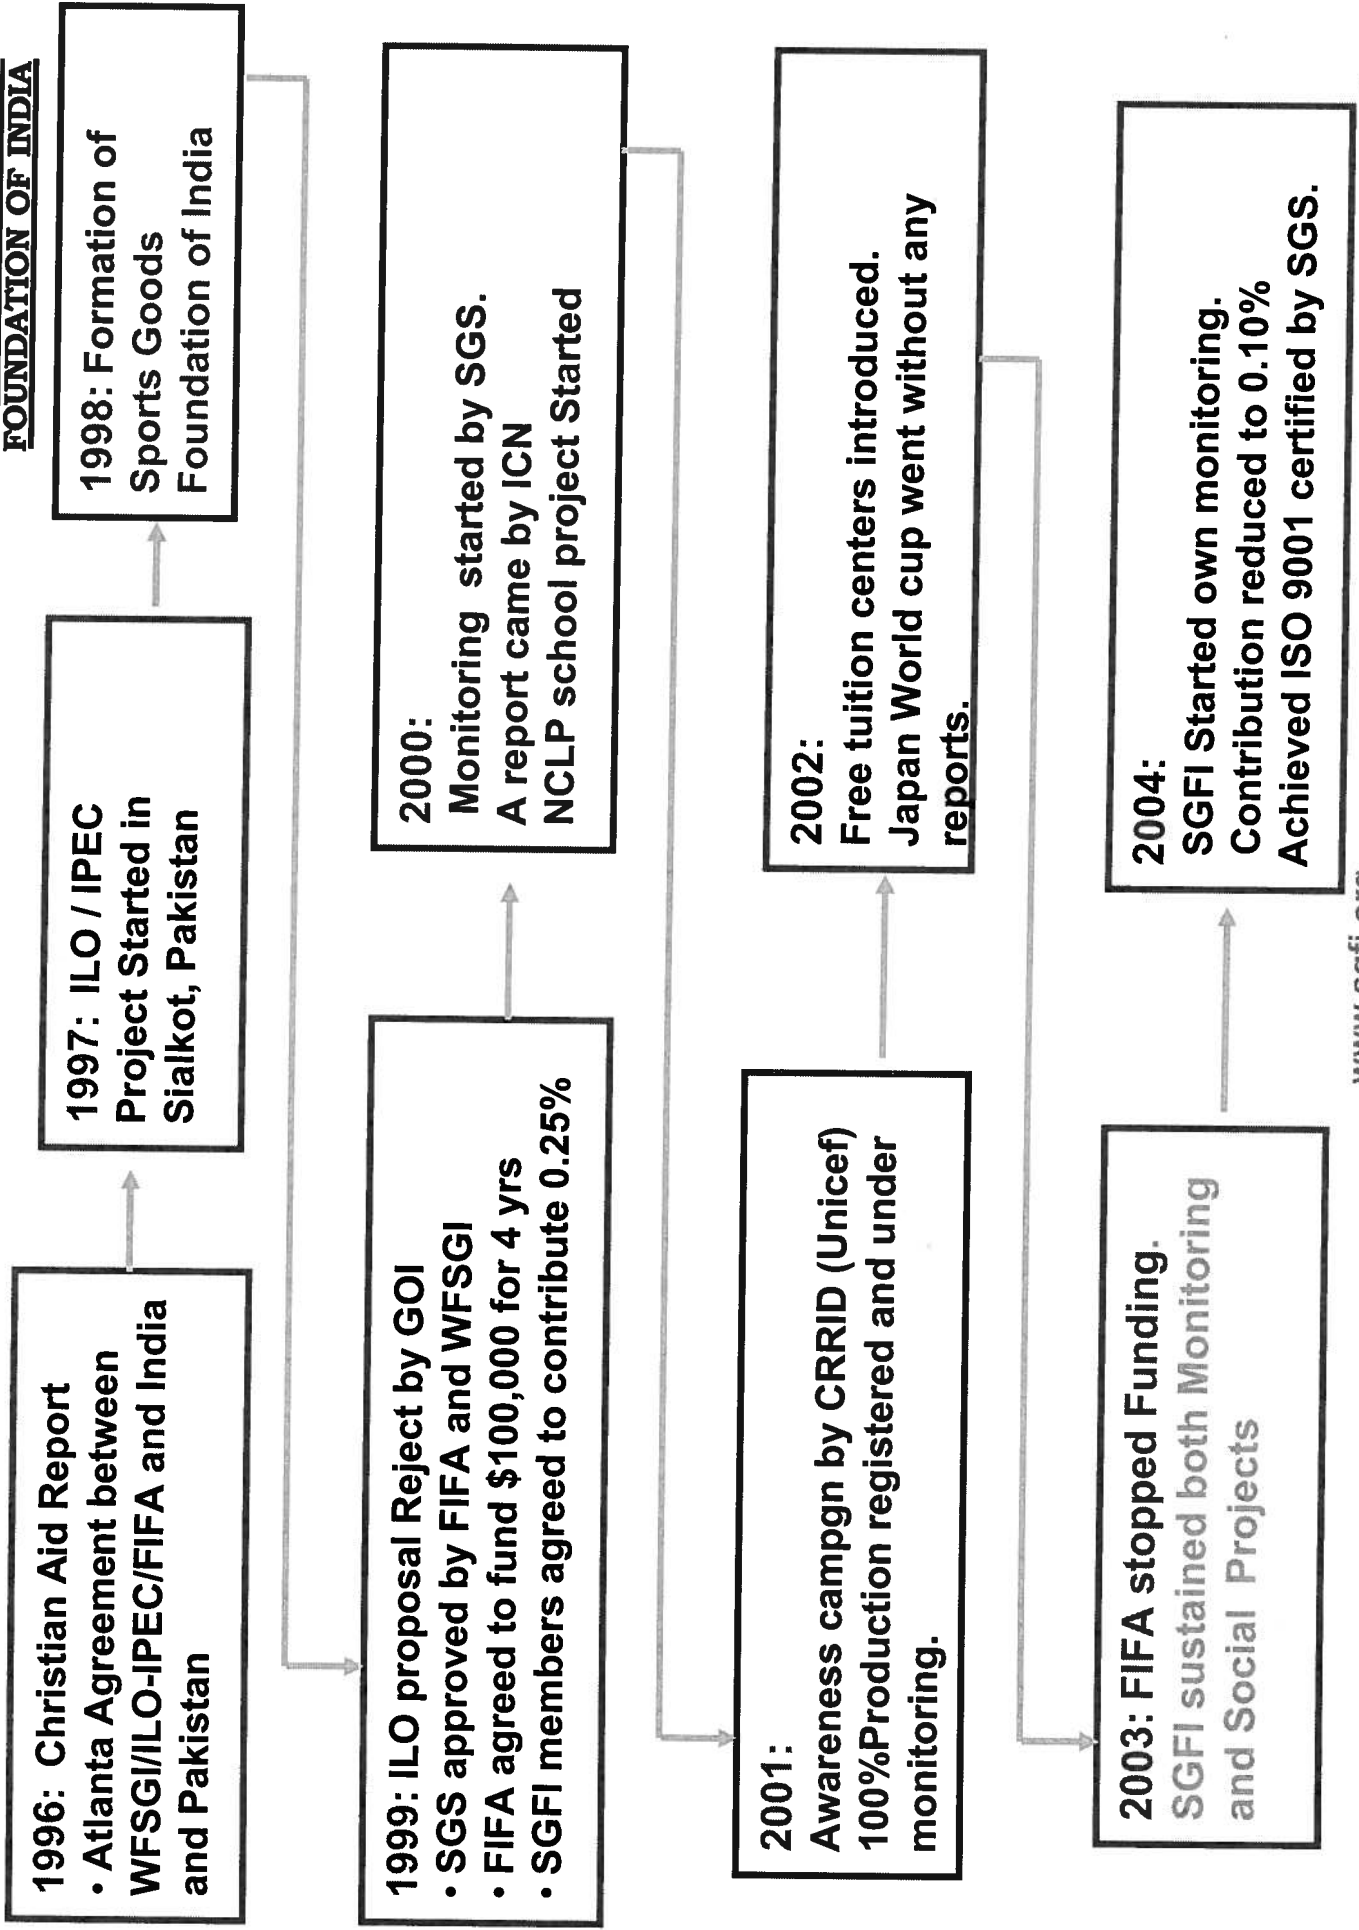 FOUNDATION OF INDIA
1996: Christian Aid Report
• Atlanta Agreement between
WFSGI/ILO-IPEC/FIFA and India
and Pakistan
1997: ILO / IPEC
Project Started in
Sialkot, Pakistan
1998: Formation of
Sports Goods
Foundation of India
1999: ILO proposal Reject by GOI
• SGS approved by FIFA and WFSGI
• FIFA agreed to fund $100,000 for 4 yrs
• SGFI members agreed to contribute 0.25%
2000:
Monitoring started by SGS.
A report came by ICN
NCLP school project Started
2001:
Awareness campgn by CRRID (Unicef)
100%Production registered and under
monitoring.
2002:
Free tuition centers introduced.
Japan World cup went without any
reports.
2003: FIFA stopped Funding.
SGFI sustained both Monitoring
and Social Projects
2004:
SGFI Started own monitoring.
Contribution reduced to 0.10%
Achieved ISO 9001 certified by SGS.